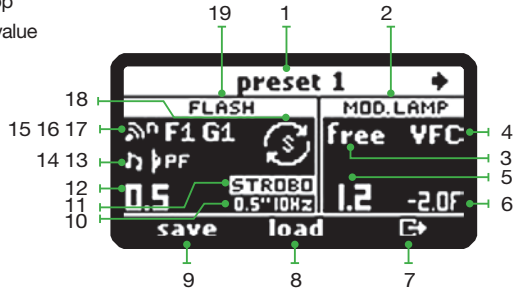 op
value
19 1 2
preset 1
FLASH MOD.LAMP
18
15 16 17 n F1 G1 S free VFC 4
3
14 13 PF
5
12 0.5 STROBO 1.2 -2.0F 6
11
10 0.5"10Hz
save load
9 8 7